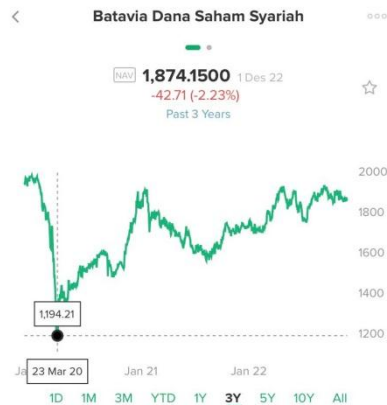 Batavia Dana Saham Syariah
NAV 1,874.1500 1 Des 22
-42.71 (-2.23%)
Past 3 Years
2000
1800
1600
1400
1,194.21
1200
Ja 23 Mar 20 Jan 21 Jan 22
1D 1M 3M YTD 1Y 3Y 5Y 10Y All